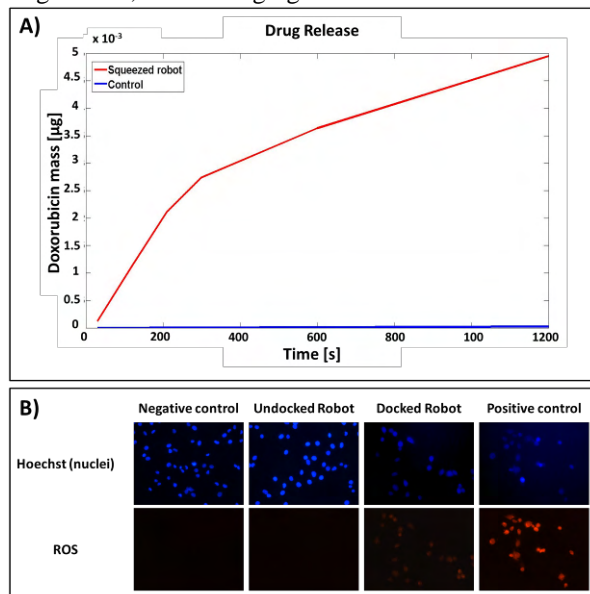 A)
Drug Release
x 10⁻³
5
4.5
4
3.5
3
2.5
2
1.5
1
0.5
0
Squeezed robot
Control
Doxorubicin mass [µg]
0 200 400 600 800 1000 1200
Time [s]
B)
Negative control Undocked Robot Docked Robot Positive control
Hoechst (nuclei)
ROS